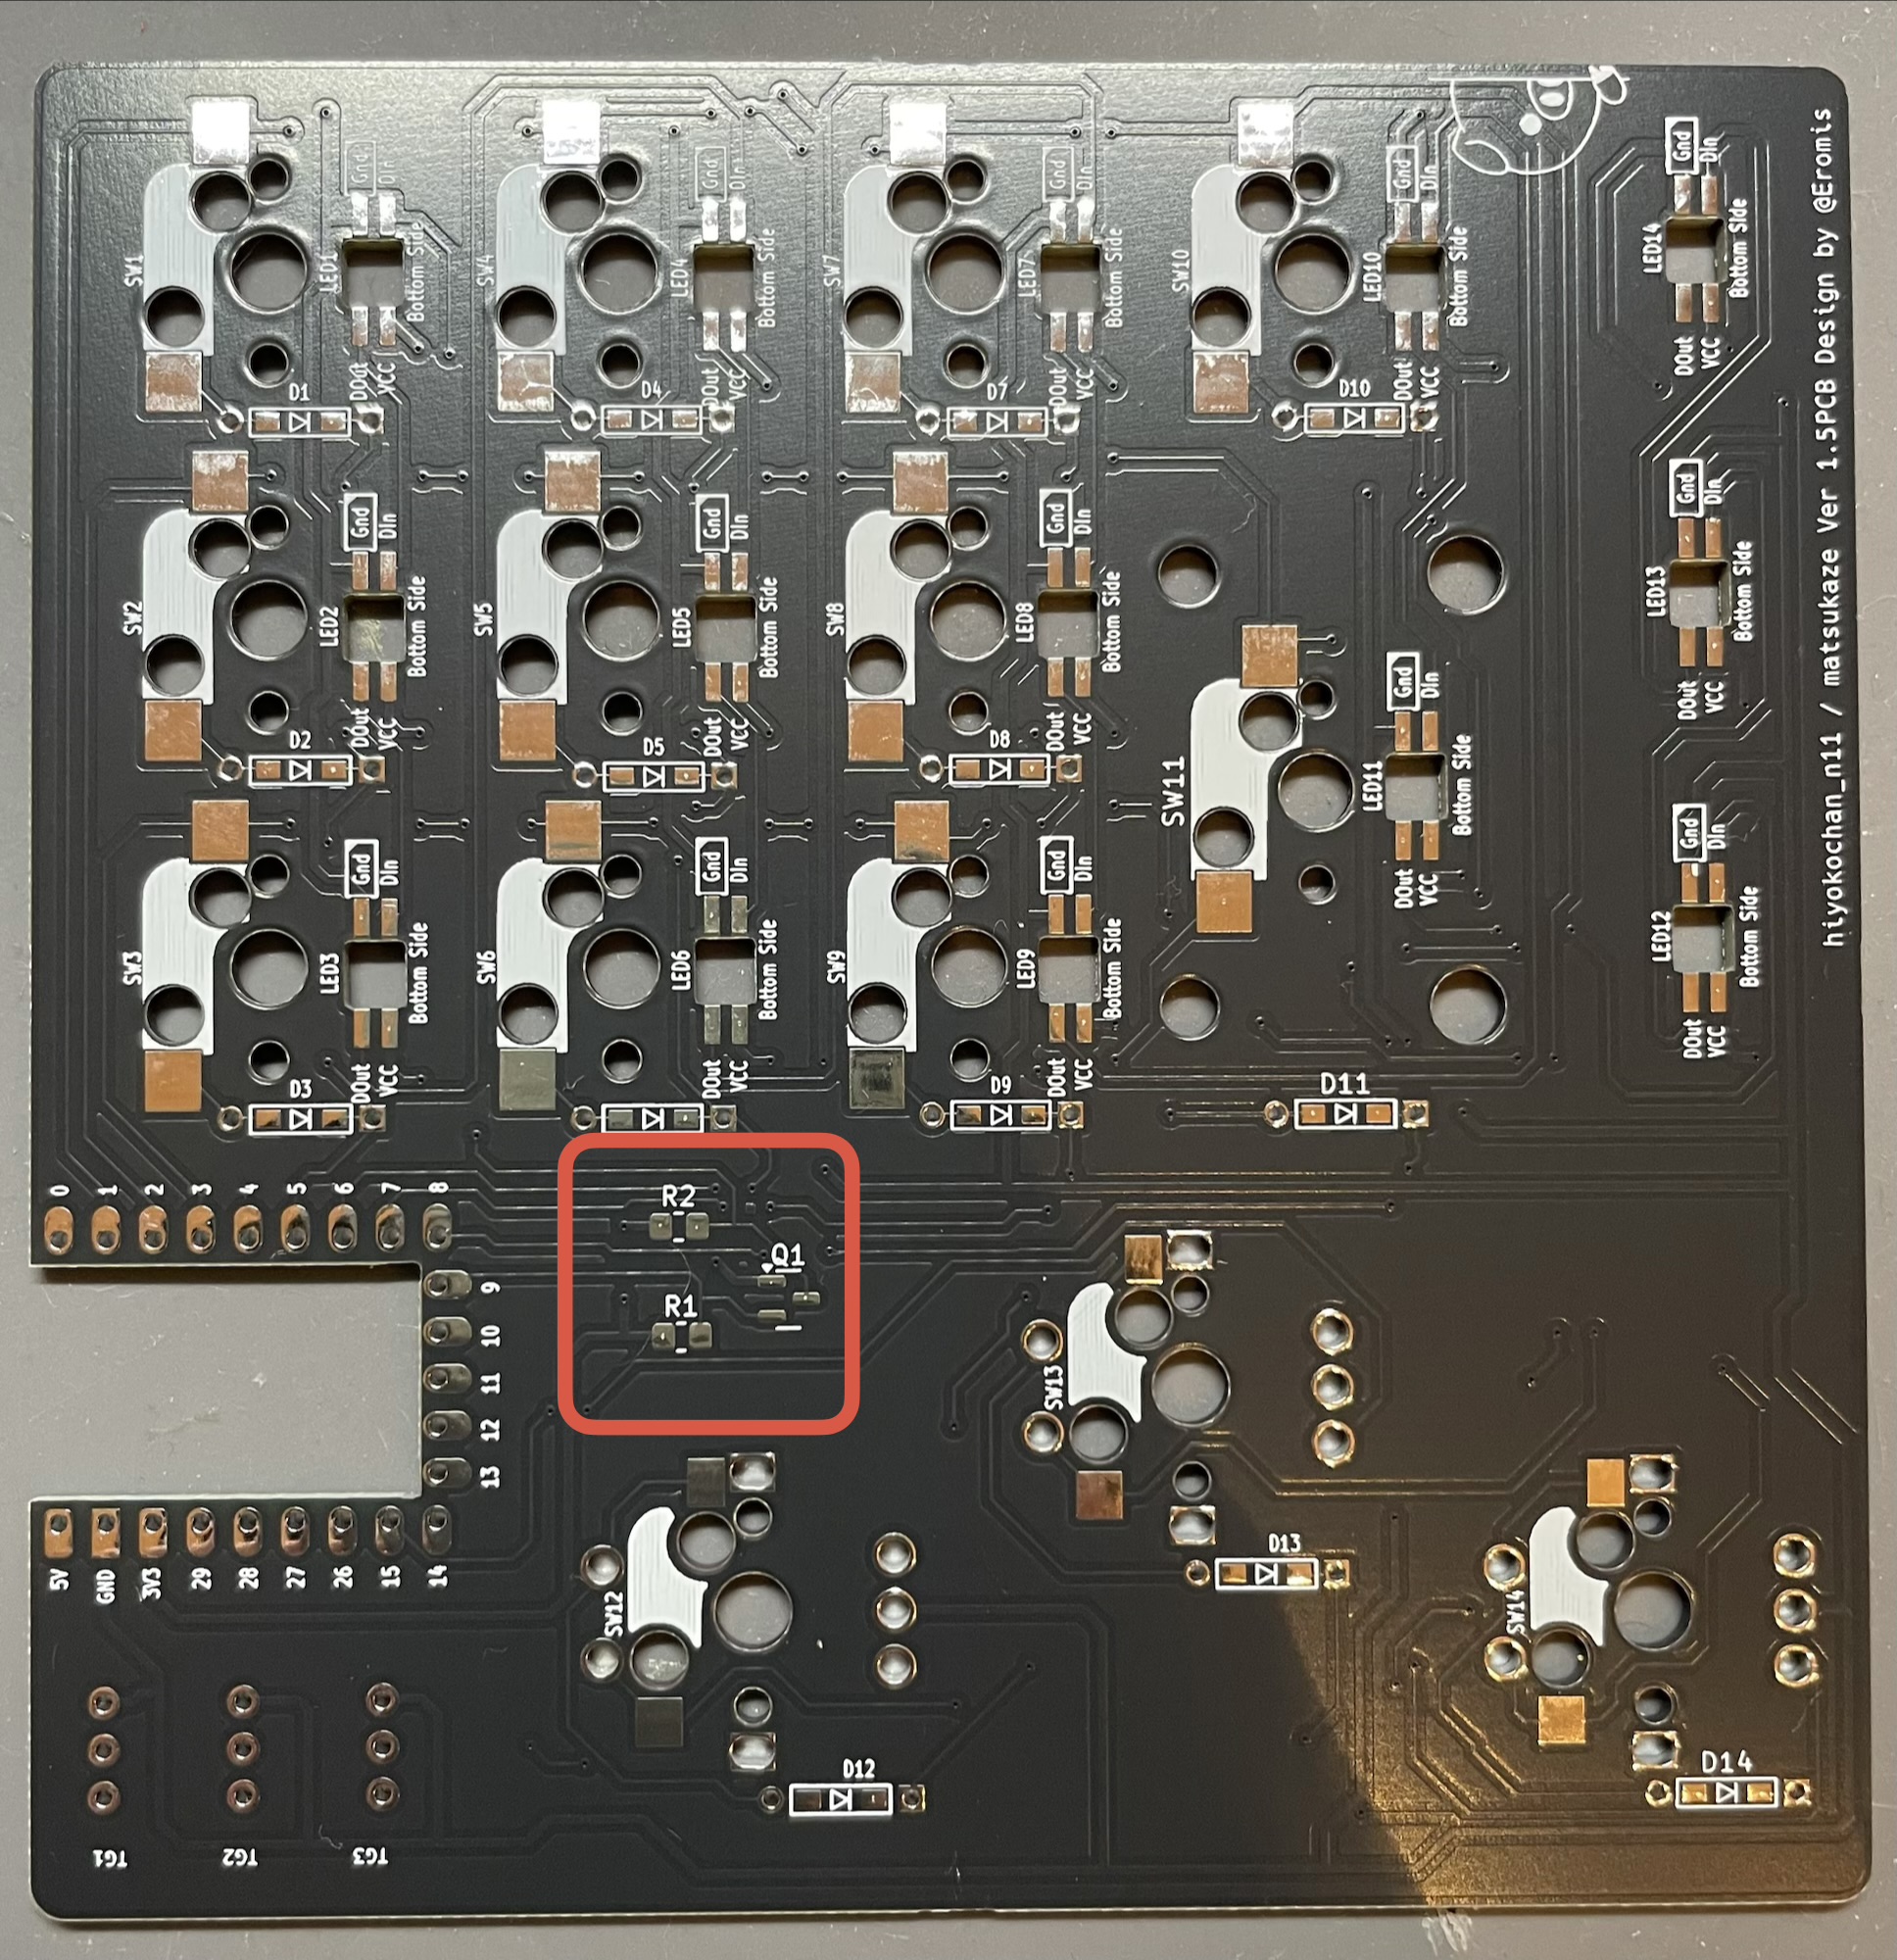 Gnd
DIn
SW1
LED1
Bottom Side
DOut
VCC
D1
Gnd
DIn
SW4
LED4
Bottom Side
DOut
VCC
D4
Gnd
DIn
SW7
LED7
Bottom Side
DOut
VCC
D7
Gnd
DIn
SW10
LED10
Bottom Side
DOut
VCC
D10
Gnd
DIn
LED14
Bottom Side
DOut
VCC
hiyokochan_n11 / matsukaze Ver 1.5PCB Design by @Eromis
Gnd
DIn
SW2
LED2
Bottom Side
DOut
VCC
D2
Gnd
DIn
SW5
LED5
Bottom Side
DOut
VCC
D5
Gnd
DIn
SW8
LED8
Bottom Side
DOut
VCC
D8
Gnd
DIn
LED13
Bottom Side
DOut
VCC
Gnd
DIn
SW11
LED11
Bottom Side
DOut
VCC
D11
Gnd
DIn
SW3
LED3
Bottom Side
DOut
VCC
D3
Gnd
DIn
SW6
LED6
Bottom Side
DOut
VCC
Gnd
DIn
SW9
LED9
Bottom Side
DOut
VCC
D9
Gnd
DIn
LED12
Bottom Side
DOut
VCC
0
1
2
3
4
5
6
7
8
9
10
11
12
13
R2
Q1
R1
5V
GND
3V3
29
28
27
26
15
14
SW13
D13
SW12
D12
SW14
D14
TG1
TG2
TG3